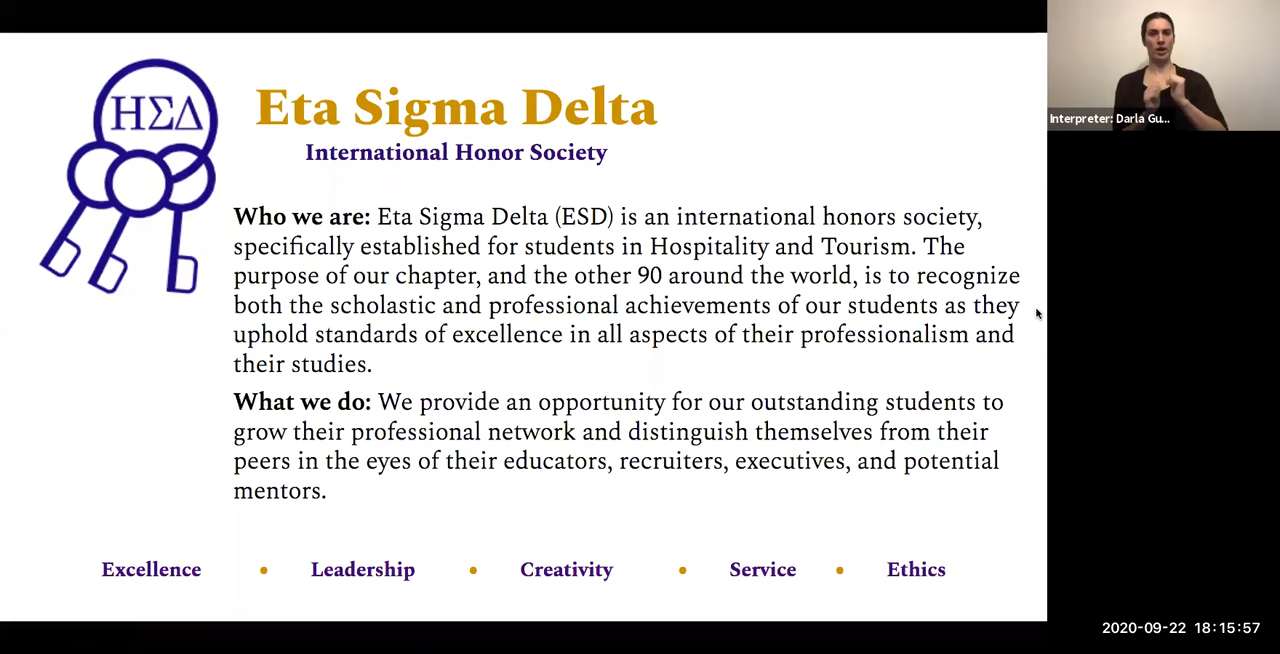 ΗΣΔ
Eta Sigma Delta
International Honor Society
Who we are: Eta Sigma Delta (ESD) is an international honors society,
specifically established for students in Hospitality and Tourism. The
purpose of our chapter, and the other 90 around the world, is to recognize
both the scholastic and professional achievements of our students as they
uphold standards of excellence in all aspects of their professionalism and
their studies.
What we do: We provide an opportunity for our outstanding students to
grow their professional network and distinguish themselves from their
peers in the eyes of their educators, recruiters, executives, and potential
mentors.
Excellence • Leadership • Creativity • Service • Ethics
Interpreter: Darla Gu...
2020-09-22 18:15:57